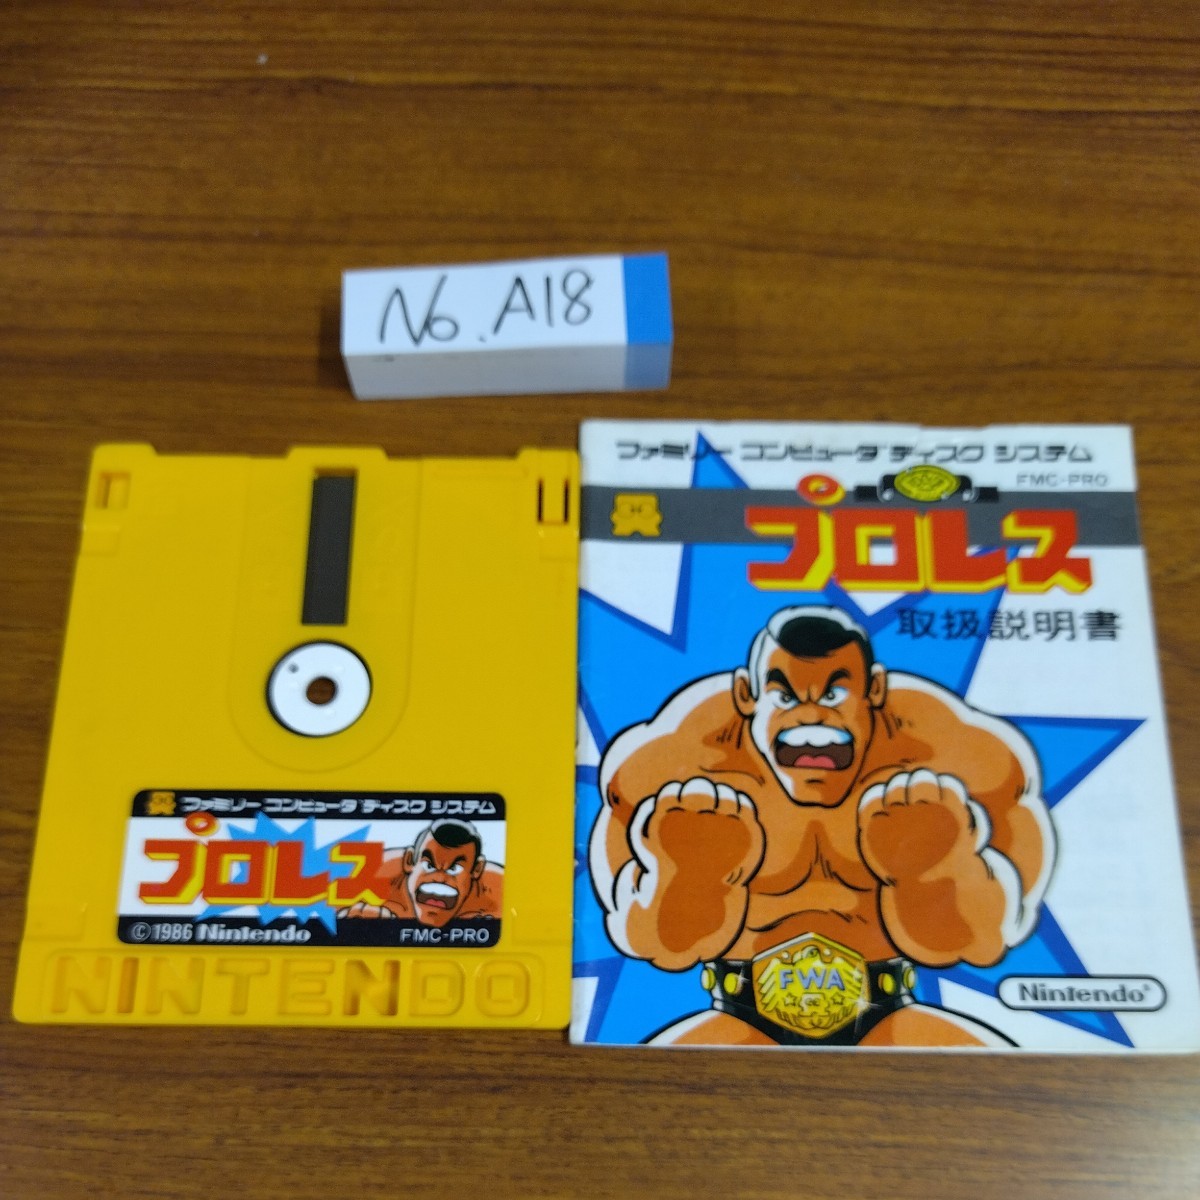 No. A18
ファミリー コンピュータ ディスク システム
プロレス
©1986 Nintendo FMC-PRO
NINTENDO
ファミリー コンピュータ ディスク システム
FMC-PRO
プロレス
取扱説明書
FWA
Nintendo®